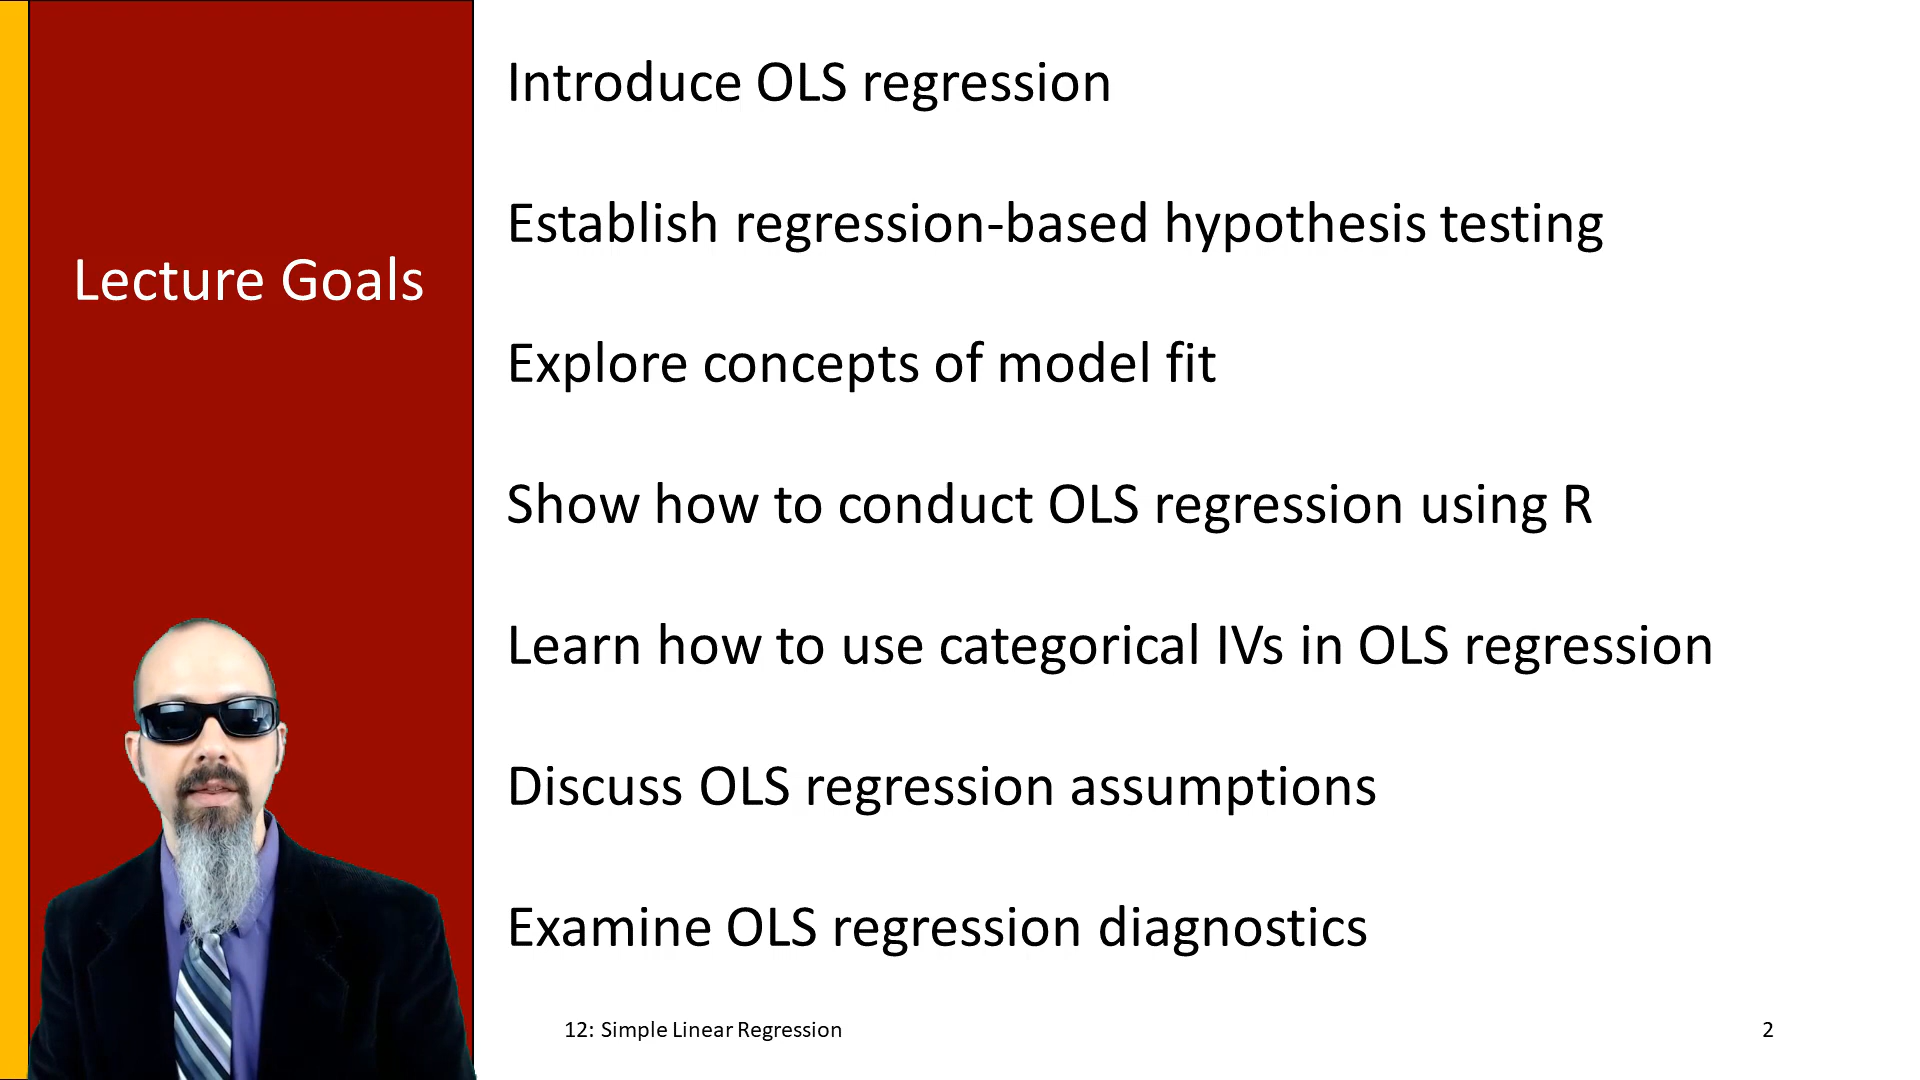 Lecture Goals
Introduce OLS regression
Establish regression-based hypothesis testing
Explore concepts of model fit
Show how to conduct OLS regression using R
Learn how to use categorical IVs in OLS regression
Discuss OLS regression assumptions
Examine OLS regression diagnostics
12: Simple Linear Regression
2